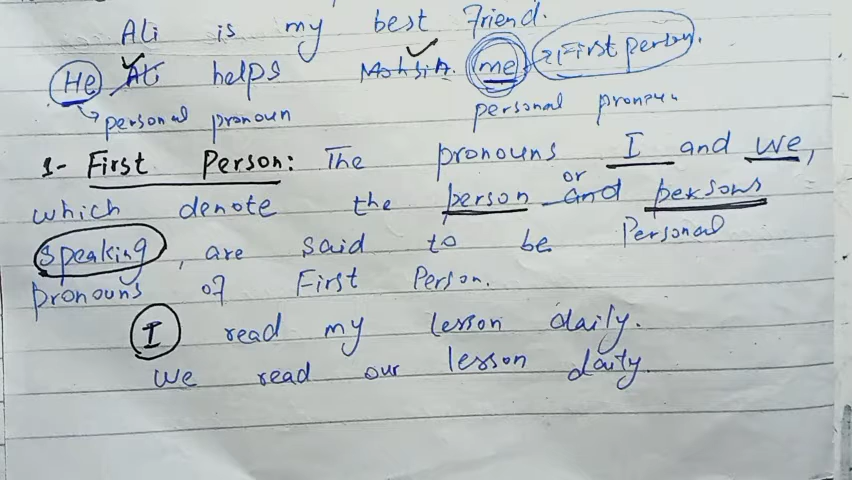 Ali is my best Friend.
He Ali helps Mohsin. me First person.
personal pronoun personal pronoun
1- First Person: The pronouns I and we,
which denote the person or and persons
speaking, are said to be Personal
pronouns of First Person.
I read my lesson daily.
We read our lesson daily.